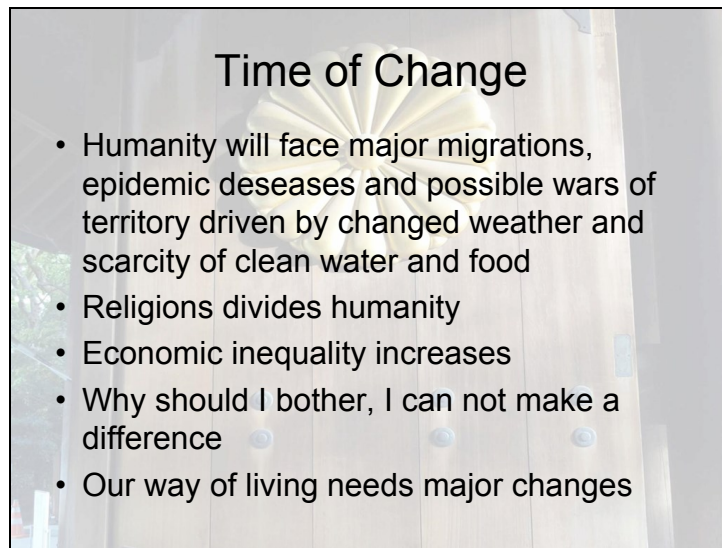 Time of Change
• Humanity will face major migrations,
epidemic deseases and possible wars of
territory driven by changed weather and
scarcity of clean water and food
• Religions divides humanity
• Economic inequality increases
• Why should I bother, I can not make a
difference
• Our way of living needs major changes